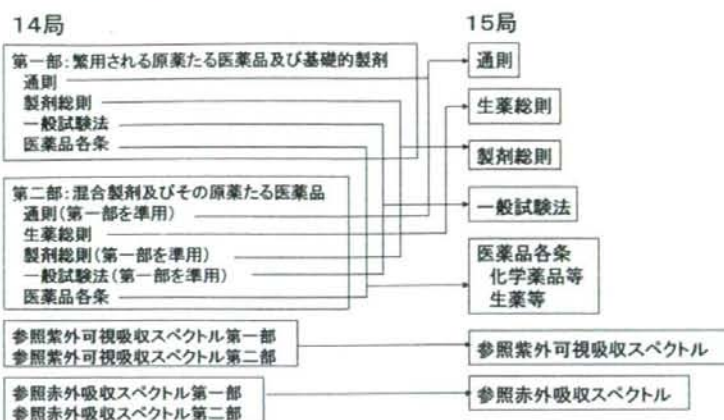 14局
第一部：繁用される原薬たる医薬品及び基礎的製剤
通則
製剤総則
一般試験法
医薬品各条
第二部：混合製剤及びその原薬たる医薬品
通則(第一部を準用)
生薬総則
製剤総則(第一部を準用)
一般試験法(第一部を準用)
医薬品各条
参照紫外可視吸収スペクトル第一部
参照紫外可視吸収スペクトル第二部
参照赤外吸収スペクトル第一部
参照赤外吸収スペクトル第二部
15局
通則
生薬総則
製剤総則
一般試験法
医薬品各条
化学薬品等
生薬等
参照紫外可視吸収スペクトル
参照赤外吸収スペクトル